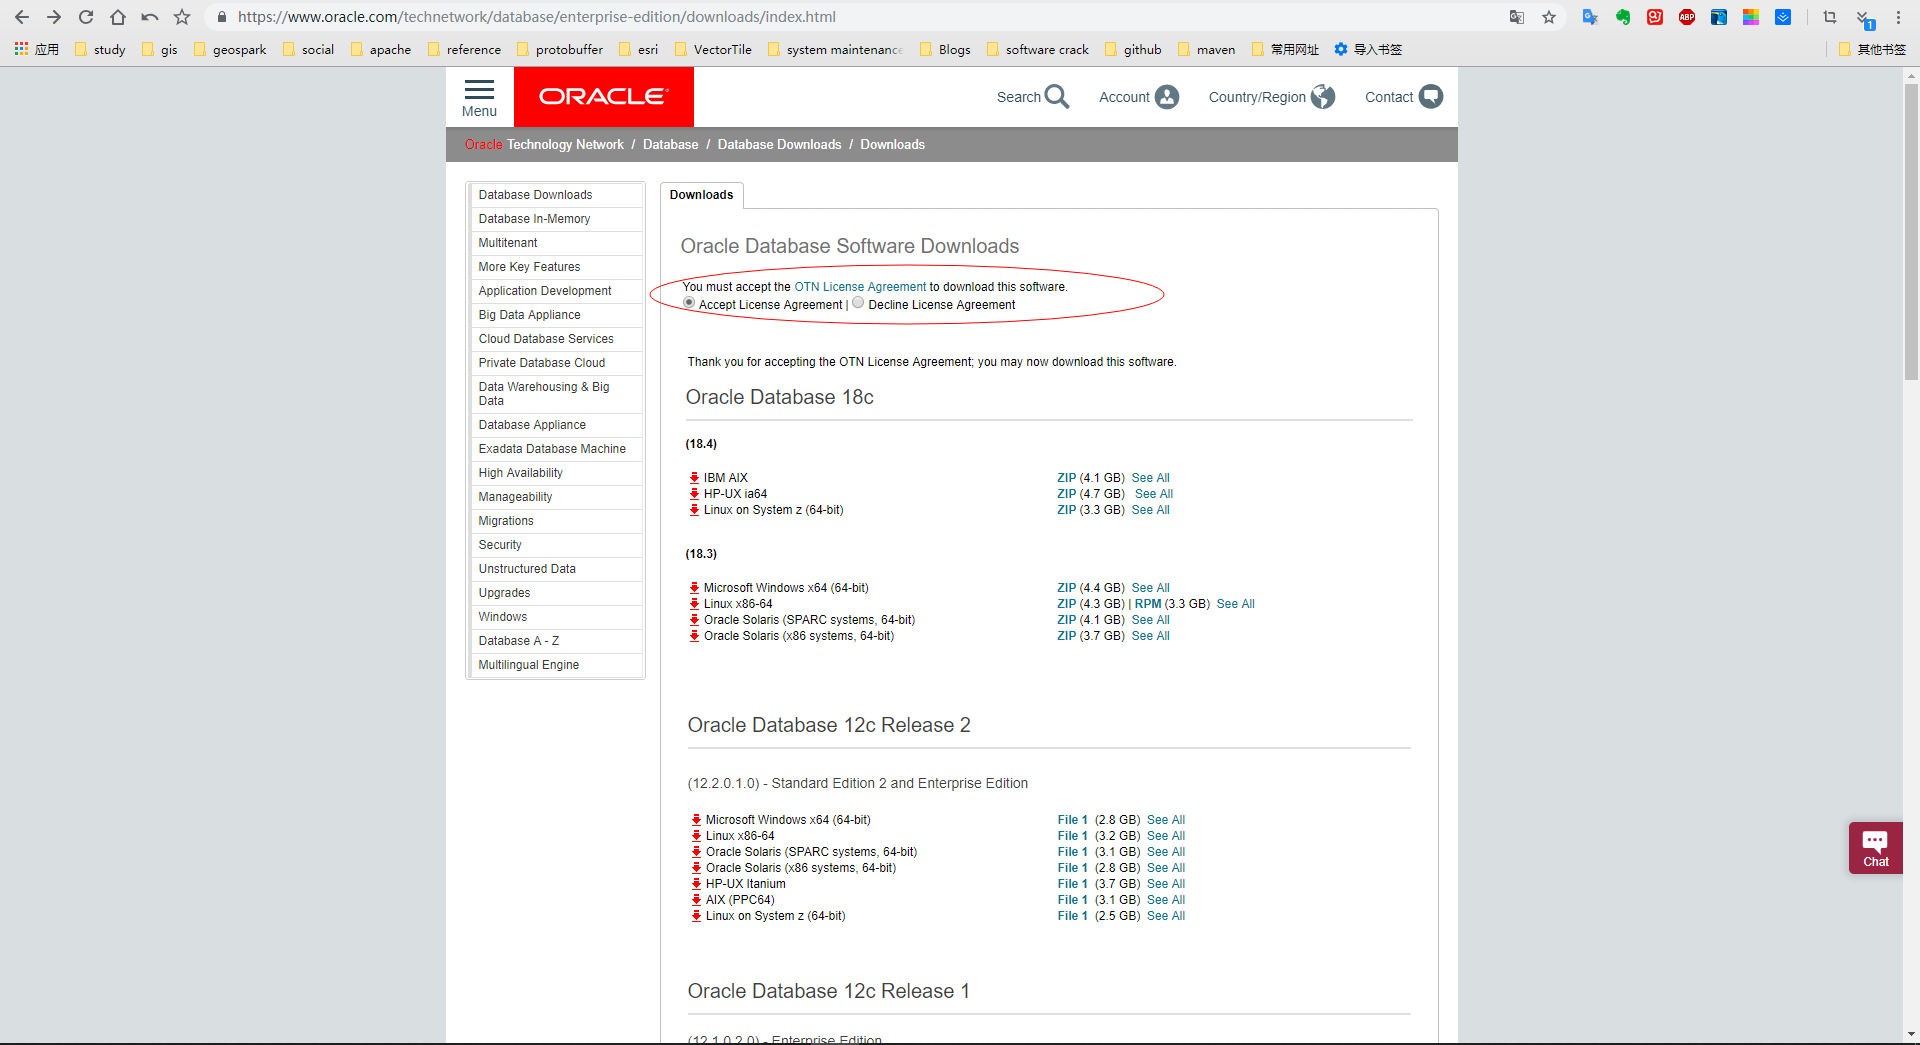 https://www.oracle.com/technetwork/database/enterprise-edition/downloads/index.html
应用 study gis geospark social apache reference protobuffer esri VectorTile system maintenance Blogs software crack github maven 常用网址 导入书签 其他书签
Menu
ORACLE
Search Account Country/Region Contact
Oracle Technology Network / Database / Database Downloads / Downloads
Database Downloads
Database In-Memory
Multitenant
More Key Features
Application Development
Big Data Appliance
Cloud Database Services
Private Database Cloud
Data Warehousing & Big
Data
Database Appliance
Exadata Database Machine
High Availability
Manageability
Migrations
Security
Unstructured Data
Upgrades
Windows
Database A - Z
Multilingual Engine
Downloads
Oracle Database Software Downloads
You must accept the OTN License Agreement to download this software.
Accept License Agreement | Decline License Agreement
Thank you for accepting the OTN License Agreement; you may now download this software.
Oracle Database 18c
(18.4)
IBM AIX ZIP (4.1 GB) See All
HP-UX ia64 ZIP (4.7 GB) See All
Linux on System z (64-bit) ZIP (3.3 GB) See All
(18.3)
Microsoft Windows x64 (64-bit) ZIP (4.4 GB) See All
Linux x86-64 ZIP (4.3 GB) | RPM (3.3 GB) See All
Oracle Solaris (SPARC systems, 64-bit) ZIP (4.1 GB) See All
Oracle Solaris (x86 systems, 64-bit) ZIP (3.7 GB) See All
Oracle Database 12c Release 2
(12.2.0.1.0) - Standard Edition 2 and Enterprise Edition
Microsoft Windows x64 (64-bit) File 1 (2.8 GB) See All
Linux x86-64 File 1 (3.2 GB) See All
Oracle Solaris (SPARC systems, 64-bit) File 1 (3.1 GB) See All
Oracle Solaris (x86 systems, 64-bit) File 1 (2.8 GB) See All
HP-UX Itanium File 1 (3.7 GB) See All
AIX (PPC64) File 1 (3.1 GB) See All
Linux on System z (64-bit) File 1 (2.5 GB) See All
Oracle Database 12c Release 1
(12.1.0.2.0) - Enterprise Edition
Chat
ABP
1